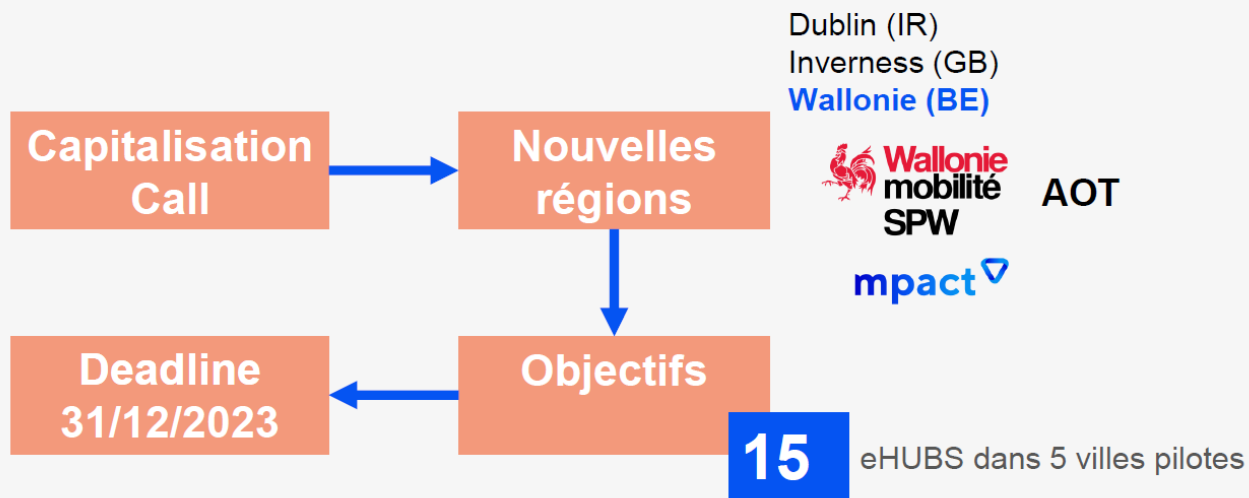 Capitalisation
Call
Nouvelles
régions
Dublin (IR)
Inverness (GB)
Wallonie (BE)
Wallonie
mobilité
SPW
AOT
mpact
Objectifs
15
eHUBS dans 5 villes pilotes
Deadline
31/12/2023